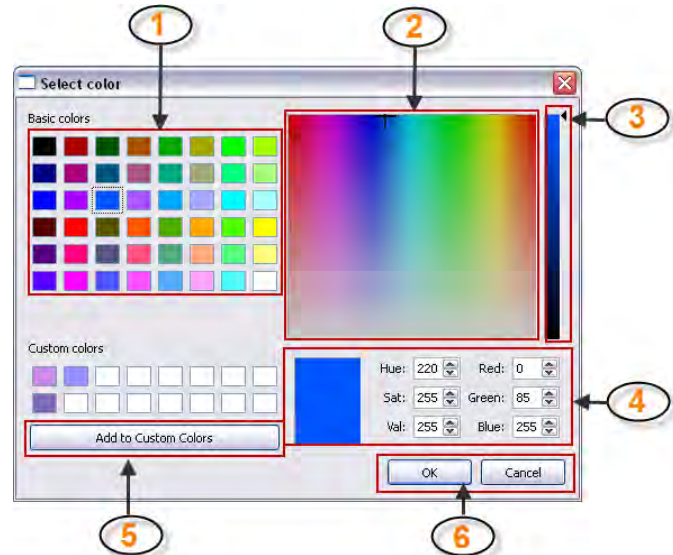 1
2
Select color
Basic colors
3
Custom colors
Hue: 220 Red: 0
Sat: 255 Green: 85
Val: 255 Blue: 255
4
Add to Custom Colors
OK Cancel
5
6